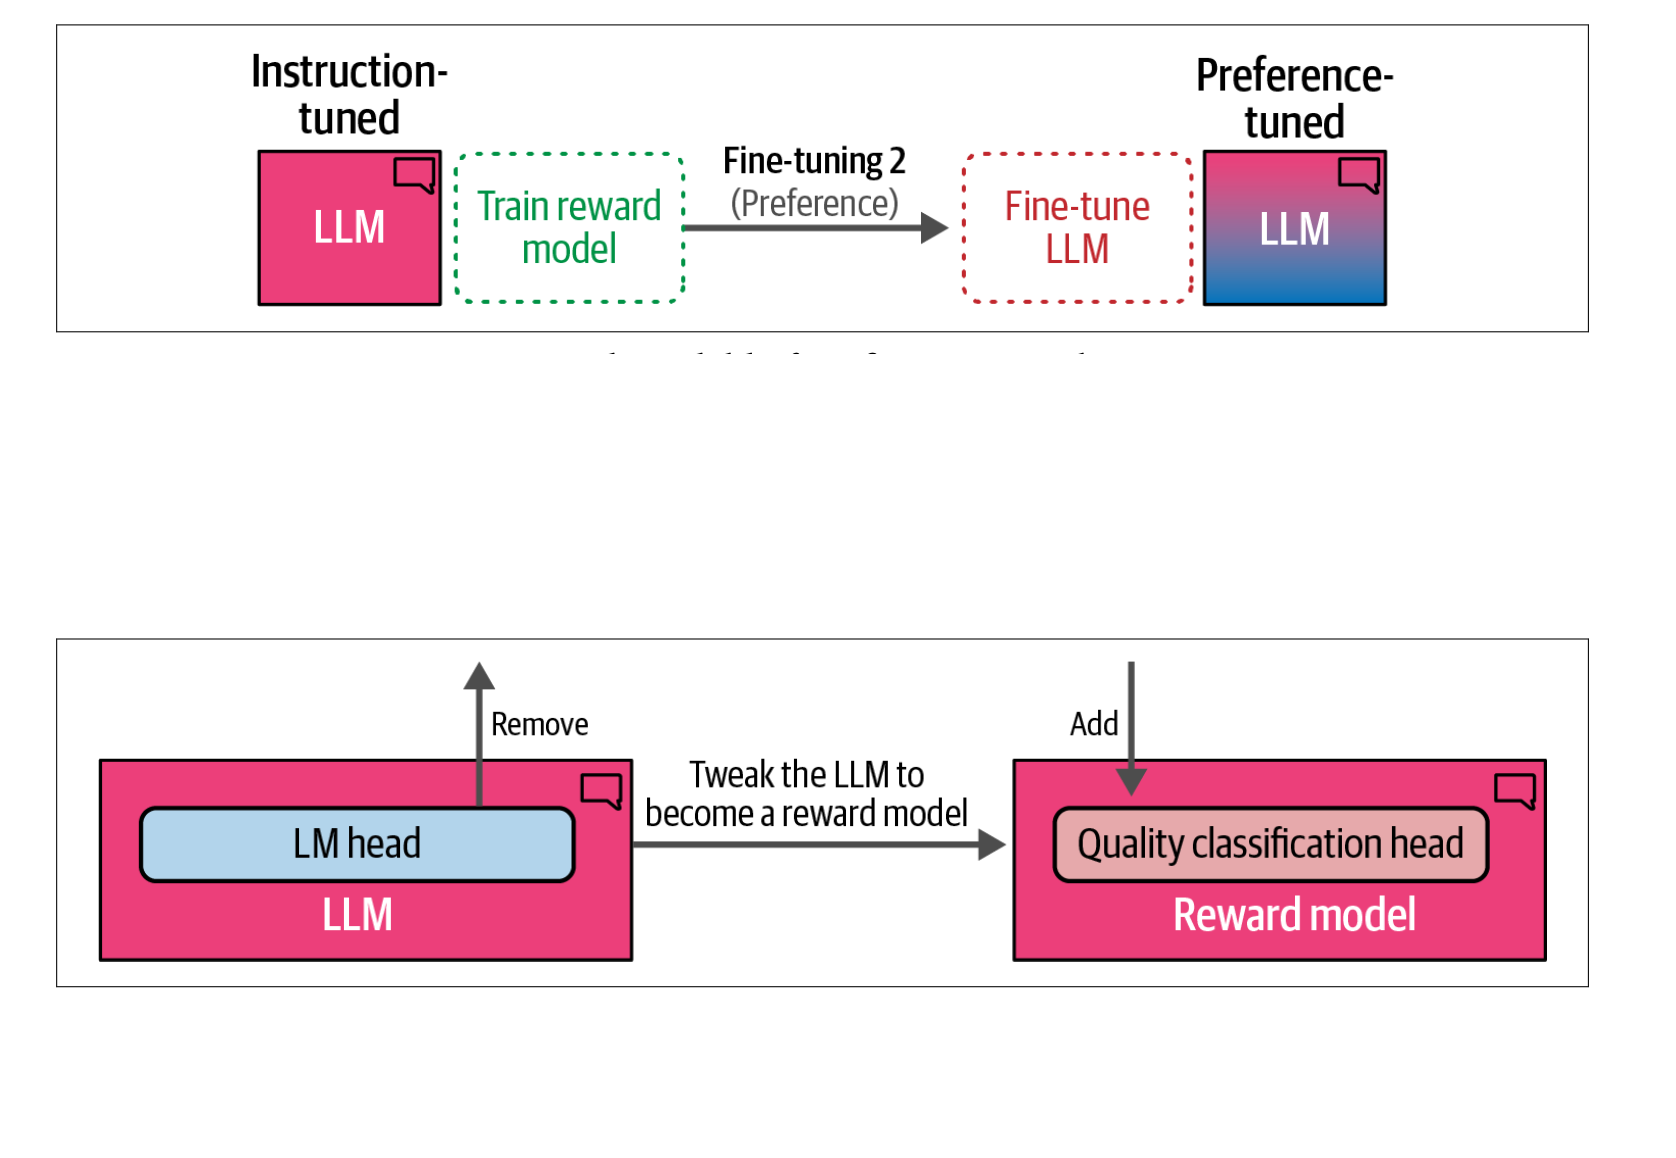 Instruction-
tuned
LLM
Train reward
model
Fine-tuning 2
(Preference)
Fine-tune
LLM
Preference-
tuned
LLM
Remove
LM head
LLM
Tweak the LLM to
become a reward model
Add
Quality classification head
Reward model